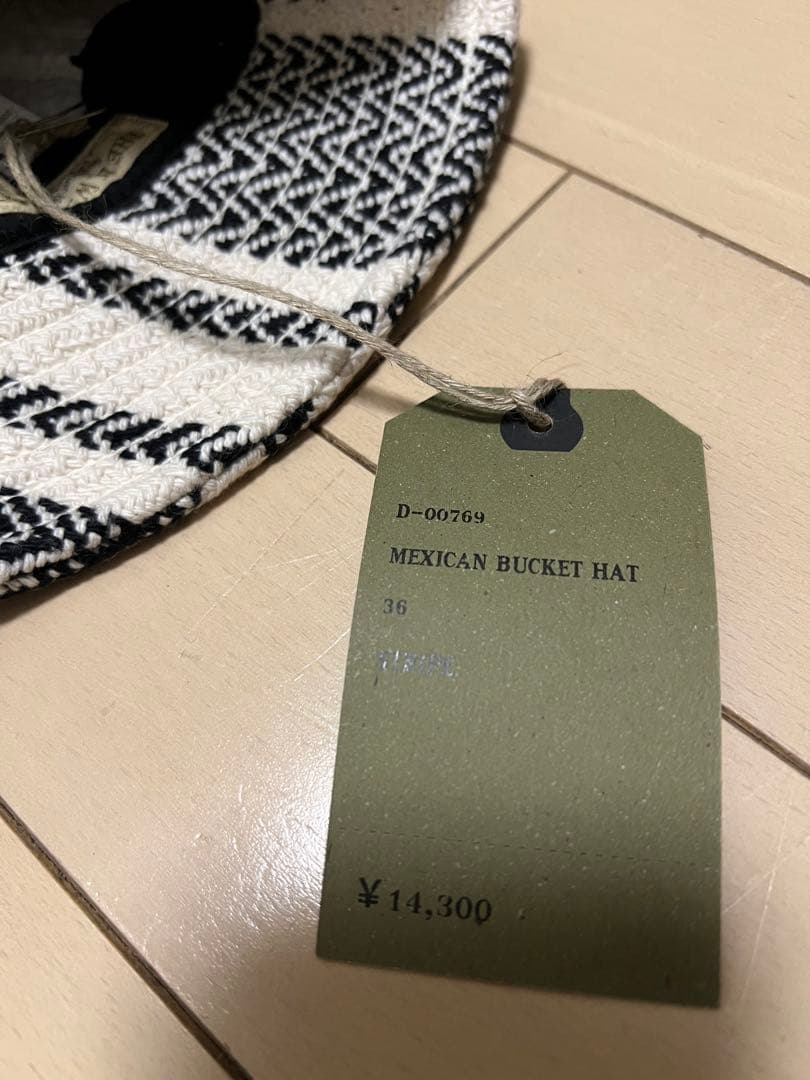 D-00769
MEXICAN BUCKET HAT
36
¥14,300